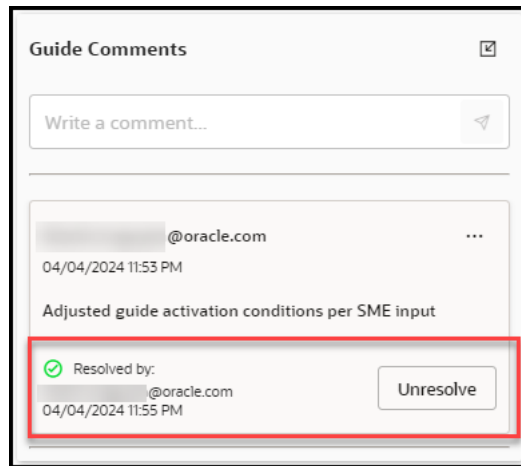 Guide Comments
Write a comment...
@oracle.com
...
04/04/2024 11:53 PM
Adjusted guide activation conditions per SME input
Resolved by:
@oracle.com
Unresolve
04/04/2024 11:55 PM